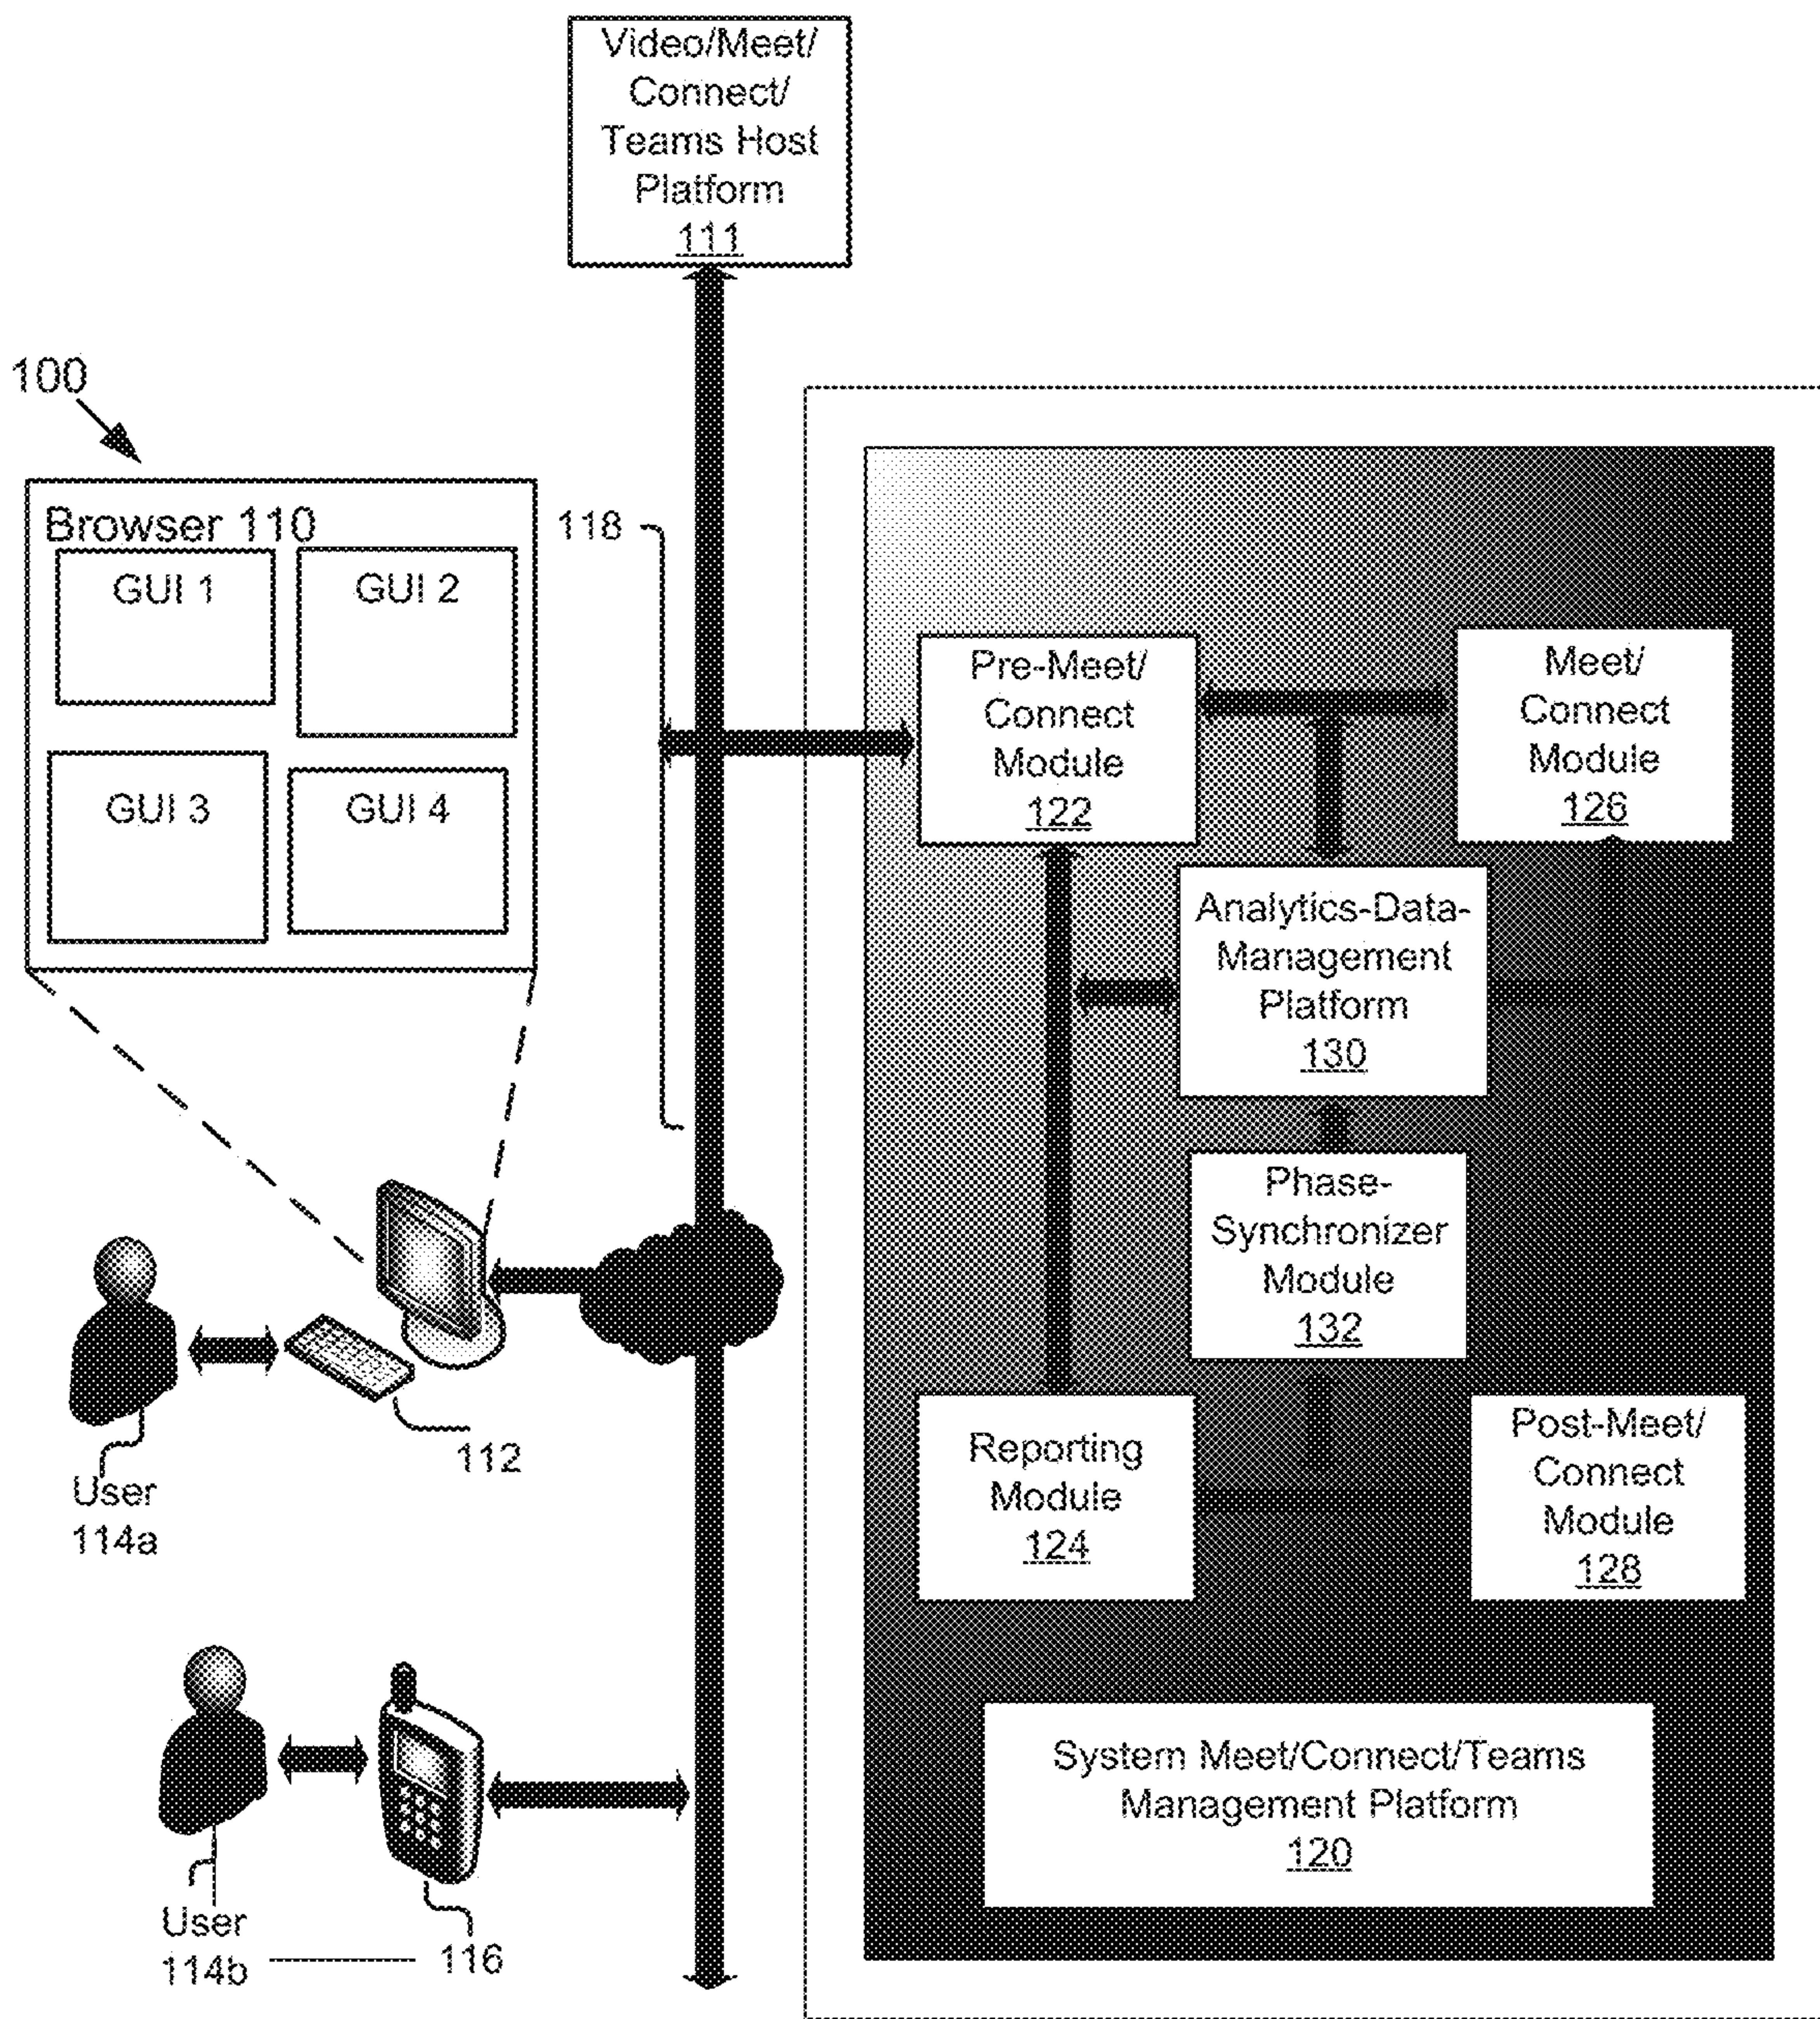 Video/Meet/
Connect/
Teams Host
Platform
111
100
Browser 110
GUI 1
GUI 2
GUI 3
GUI 4
118
Pre-Meet/
Connect
Module
122
Meet/
Connect
Module
126
Analytics-Data-
Management
Platform
130
Phase-
Synchronizer
Module
132
112
User
114a
Reporting
Module
124
Post-Meet/
Connect
Module
128
User
114b
116
System Meet/Connect/Teams
Management Platform
120